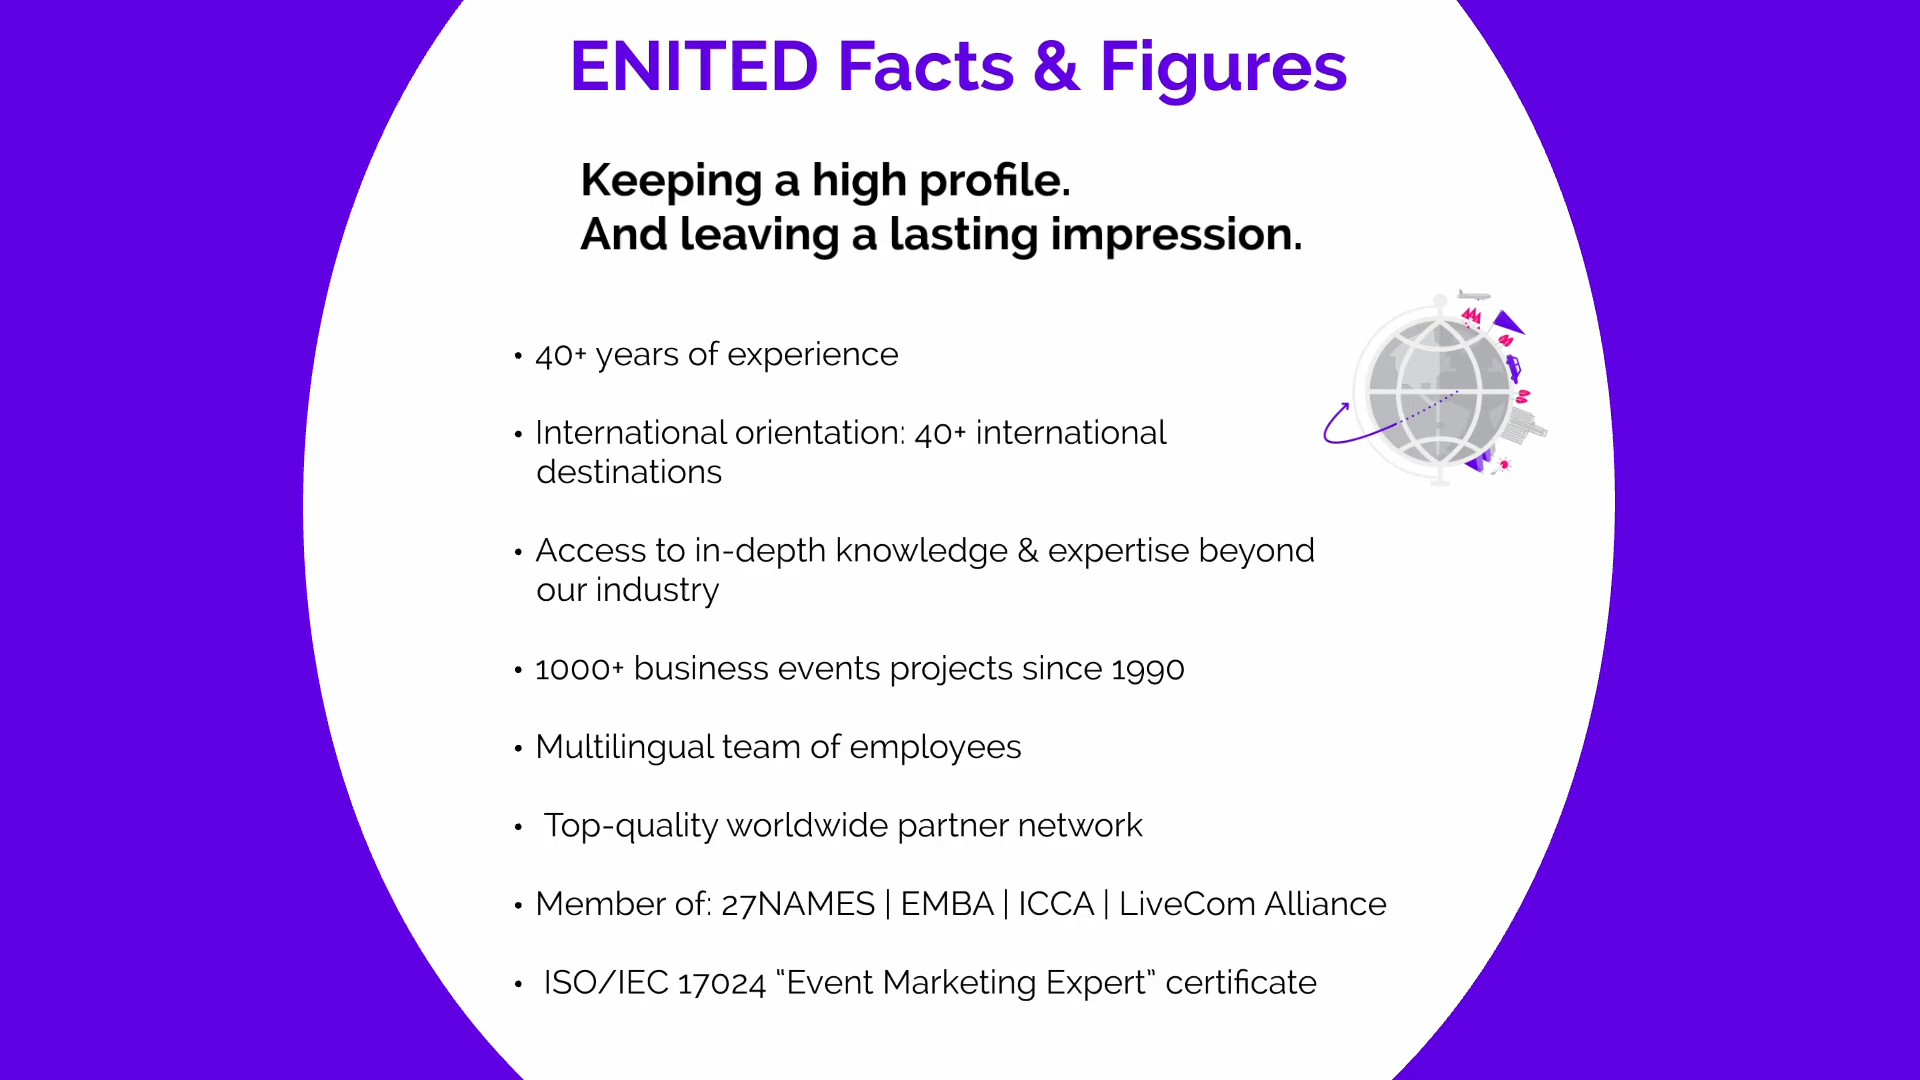 ENITED Facts & Figures
Keeping a high profile.
And leaving a lasting impression.
• 40+ years of experience
• International orientation: 40+ international
destinations
• Access to in-depth knowledge & expertise beyond
our industry
• 1000+ business events projects since 1990
• Multilingual team of employees
• Top-quality worldwide partner network
• Member of: 27NAMES | EMBA | ICCA | LiveCom Alliance
• ISO/IEC 17024 “Event Marketing Expert” certificate